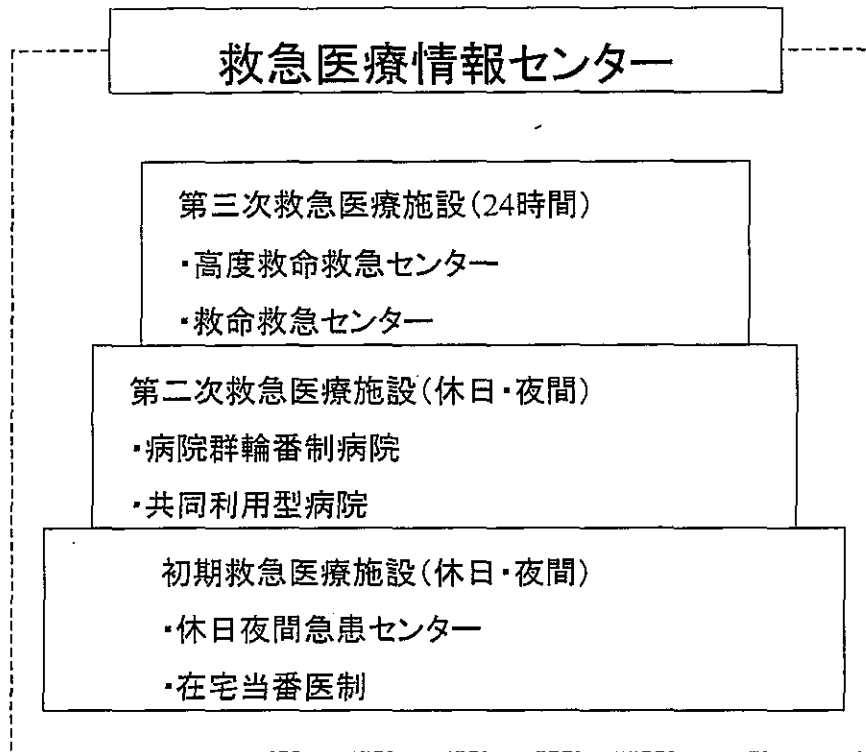 救急医療情報センター
第三次救急医療施設(24時間)
・高度救命救急センター
・救命救急センター
第二次救急医療施設(休日・夜間)
・病院群輪番制病院
・共同利用型病院
初期救急医療施設(休日・夜間)
・休日夜間急患センター
・在宅当番医制